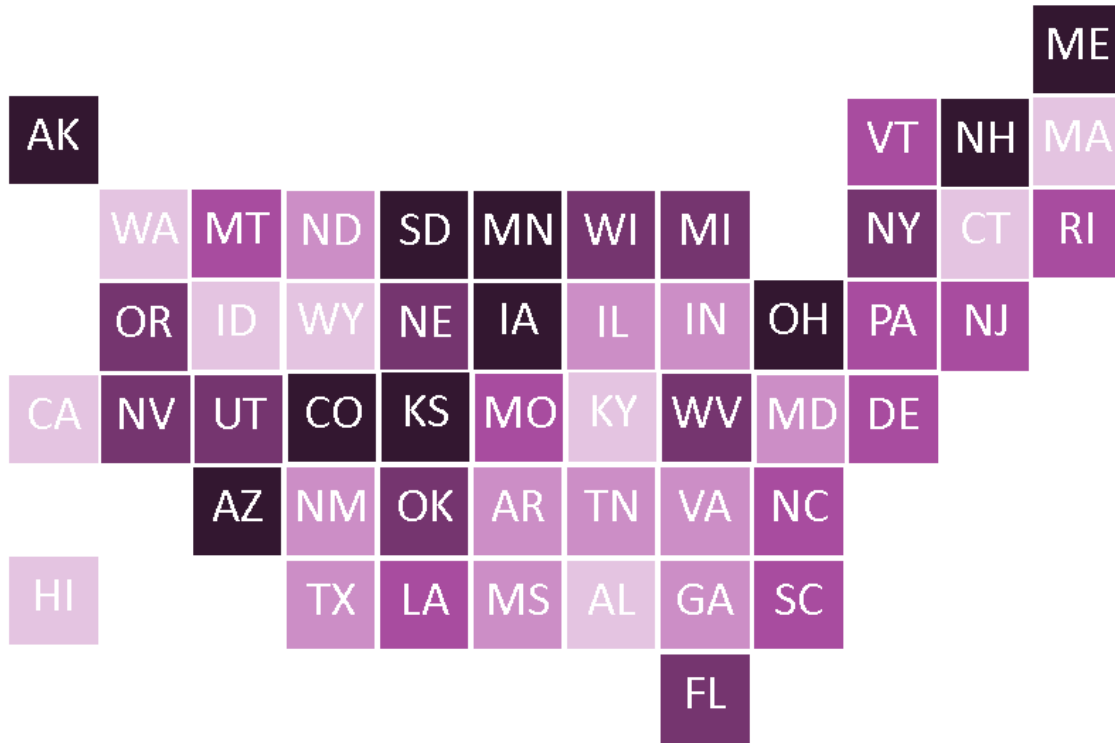 ME
AK VT NH MA
WA MT ND SD MN WI MI NY CT RI
OR ID WY NE IA IL IN OH PA NJ
CA NV UT CO KS MO KY WV MD DE
AZ NM OK AR TN VA NC
HI TX LA MS AL GA SC
FL